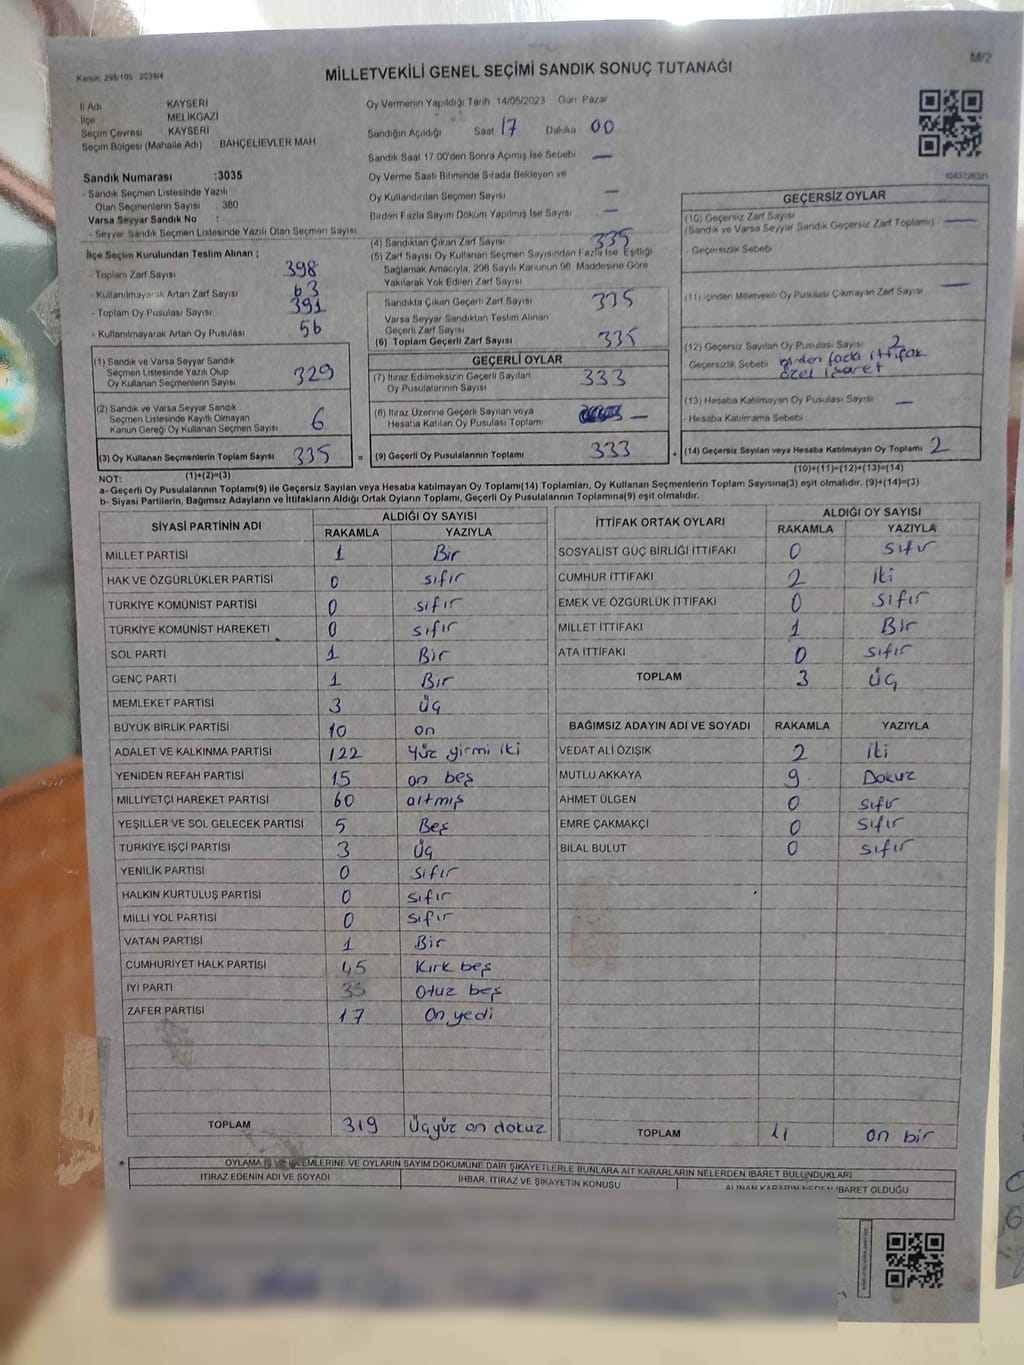 Kanun: 298/105 , 2839/4
M/2
MİLLETVEKİLİ GENEL SEÇİMİ SANDIK SONUÇ TUTANAĞI
İl Adı KAYSERİ
İlçe MELİKGAZİ
Seçim Çevresi KAYSERİ
Seçim Bölgesi (Mahalle Adı) BAHÇELİEVLER MAH
Sandık Numarası :3035
- Sandık Seçmen Listesinde Yazılı
Olan Seçmenlerin Sayısı : 380
Varsa Seyyar Sandık No :
- Seyyar Sandık Seçmen Listesinde Yazılı Olan Seçmen Sayısı
İlçe Seçim Kurulundan Teslim Alınan ;
- Toplam Zarf Sayısı 398
- Kullanılmayarak Artan Zarf Sayısı 63
- Toplam Oy Pusulası Sayısı 391
- Kullanılmayarak Artan Oy Pusulası 56
(1) Sandık ve Varsa Seyyar Sandık
Seçmen Listesinde Yazılı Olup
Oy Kullanan Seçmenlerin Sayısı 329
(2) Sandık ve Varsa Seyyar Sandık
Seçmen Listesinde Kayıtlı Olmayan
Kanun Gereği Oy Kullanan Seçmen Sayısı 6
(3) Oy Kullanan Seçmenlerin Toplam Sayısı 335 =
(1)+(2)=(3)
Oy Vermenin Yapıldığı Tarih 14/05/2023 Gün Pazar
Sandığın Açıldığı Saat 17 Dakika 00
Sandık Saat 17.00'den Sonra Açımış İse Sebebi —
Oy Verme Saati Bitiminde Sırada Bekleyen ve
Oy Kullandırılan Seçmen Sayısı —
Birden Fazla Sayım Döküm Yapılmış İse Sayısı —
(4) Sandıktan Çıkan Zarf Sayısı 335
(5) Zarf Sayısı Oy Kullanan Seçmen Sayısından Fazla İse Eşitliği
Sağlamak Amacıyla, 298 Sayılı Kanunun 98. Maddesine Göre
Yakılarak Yok Edilen Zarf Sayısı
Sandıkta Çıkan Geçerli Zarf Sayısı 335
Varsa Seyyar Sandıktan Teslim Alınan
Geçerli Zarf Sayısı
(6) Toplam Geçerli Zarf Sayısı 335
GEÇERLİ OYLAR
(7) İtiraz Edilmeksizin Geçerli Sayılan
Oy Pusulalarının Sayısı 333
(8) İtiraz Üzerine Geçerli Sayılan veya
Hesaba Katılan Oy Pusulası Toplamı —
(9) Geçerli Oy Pusulalarının Toplamı 333 +
1083726321
GEÇERSİZ OYLAR
(10) Geçersiz Zarf Sayısı
(Sandık ve Varsa Seyyar Sandık Geçersiz Zarf Toplamı) —
- Geçersizlik Sebebi
(11) İçinden Milletvekili Oy Pusulası Çıkmayan Zarf Sayısı —
(12) Geçersiz Sayılan Oy Pusulası Sayısı 2
Geçersizlik Sebebi birden fazla ittifak
özel işaret
(13) Hesaba Katılmayan Oy Pusulası Sayısı —
- Hesaba Katılmama Sebebi
(14) Geçersiz Sayılan veya Hesaba Katılmayan Oy Toplamı 2
(10)+(11)+(12)+(13)=(14)
NOT:
a- Geçerli Oy Pusulalarının Toplamı(9) ile Geçersiz Sayılan veya Hesaba katılmayan Oy Toplamı(14) Toplamları, Oy Kullanan Seçmenlerin Toplam Sayısına(3) eşit olmalıdır. (9)+(14)=(3)
b- Siyasi Partilerin, Bağımsız Adayların ve İttifakların Aldığı Ortak Oyların Toplamı, Geçerli Oy Pusulalarının Toplamına(9) eşit olmalıdır.
SİYASİ PARTİNİN ADI ALDIĞI OY SAYISI
RAKAMLA YAZIYLA
MİLLET PARTİSİ 1 Bir
HAK VE ÖZGÜRLÜKLER PARTİSİ 0 sıfır
TÜRKİYE KOMÜNİST PARTİSİ 0 sıfır
TÜRKİYE KOMÜNİST HAREKETİ 0 sıfır
SOL PARTİ 1 Bir
GENÇ PARTİ 1 Bir
MEMLEKET PARTİSİ 3 üç
BÜYÜK BİRLİK PARTİSİ 10 on
ADALET VE KALKINMA PARTİSİ 122 Yüz yirmi iki
YENİDEN REFAH PARTİSİ 15 on beş
MİLLİYETÇİ HAREKET PARTİSİ 60 altmış
YEŞİLLER VE SOL GELECEK PARTİSİ 5 Beş
TÜRKİYE İŞÇİ PARTİSİ 3 Üç
YENİLİK PARTİSİ 0 sıfır
HALKIN KURTULUŞ PARTİSİ 0 sıfır
MİLLİ YOL PARTİSİ 0 sıfır
VATAN PARTİSİ 1 Bir
CUMHURİYET HALK PARTİSİ 45 Kırk beş
İYİ PARTİ 35 Otuz beş
ZAFER PARTİSİ 17 On yedi
TOPLAM 319 Üçyüz on dokuz
İTTİFAK ORTAK OYLARI ALDIĞI OY SAYISI
RAKAMLA YAZIYLA
SOSYALİST GÜÇ BİRLİĞİ İTTİFAKI 0 sıfır
CUMHUR İTTİFAKI 2 iki
EMEK VE ÖZGÜRLÜK İTTİFAKI 0 sıfır
MİLLET İTTİFAKI 1 Bir
ATA İTTİFAKI 0 sıfır
TOPLAM 3 üç
BAĞIMSIZ ADAYIN ADI VE SOYADI RAKAMLA YAZIYLA
VEDAT ALİ ÖZIŞIK 2 iki
MUTLU AKKAYA 9 Dokuz
AHMET ÜLGEN 0 sıfır
EMRE ÇAKMAKÇİ 0 sıfır
BİLAL BULUT 0 sıfır
TOPLAM 11 on bir
OYLAMA İŞ VE İŞLEMLERİNE VE OYLARIN SAYIM DÖKÜMÜNE DAİR ŞİKAYETLERLE BUNLARA AİT KARARLARIN NELERDEN İBARET BULUNDUKLARI
İTİRAZ EDENİN ADI VE SOYADI İHBAR, İTİRAZ VE ŞİKAYETİN KONUSU ALINAN KARARIN NEDEN İBARET OLDUĞU